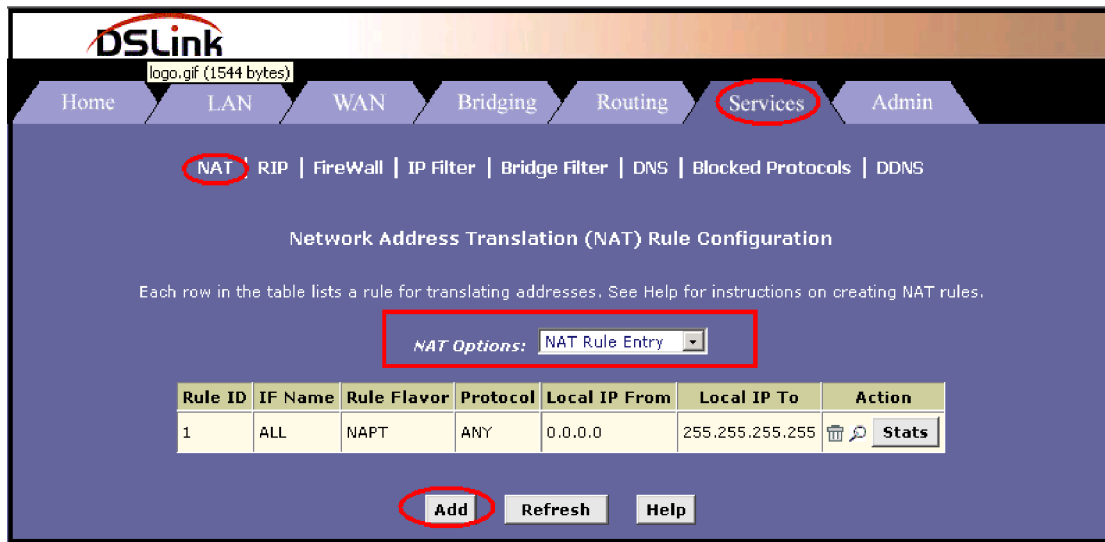 DSLink
logo.gif (1544 bytes)
Home LAN WAN Bridging Routing Services Admin
NAT | RIP | FireWall | IP Filter | Bridge Filter | DNS | Blocked Protocols | DDNS
Network Address Translation (NAT) Rule Configuration
Each row in the table lists a rule for translating addresses. See Help for instructions on creating NAT rules.
NAT Options: NAT Rule Entry
Rule ID IF Name Rule Flavor Protocol Local IP From Local IP To Action
1 ALL NAPT ANY 0.0.0.0 255.255.255.255 Stats
Add Refresh Help